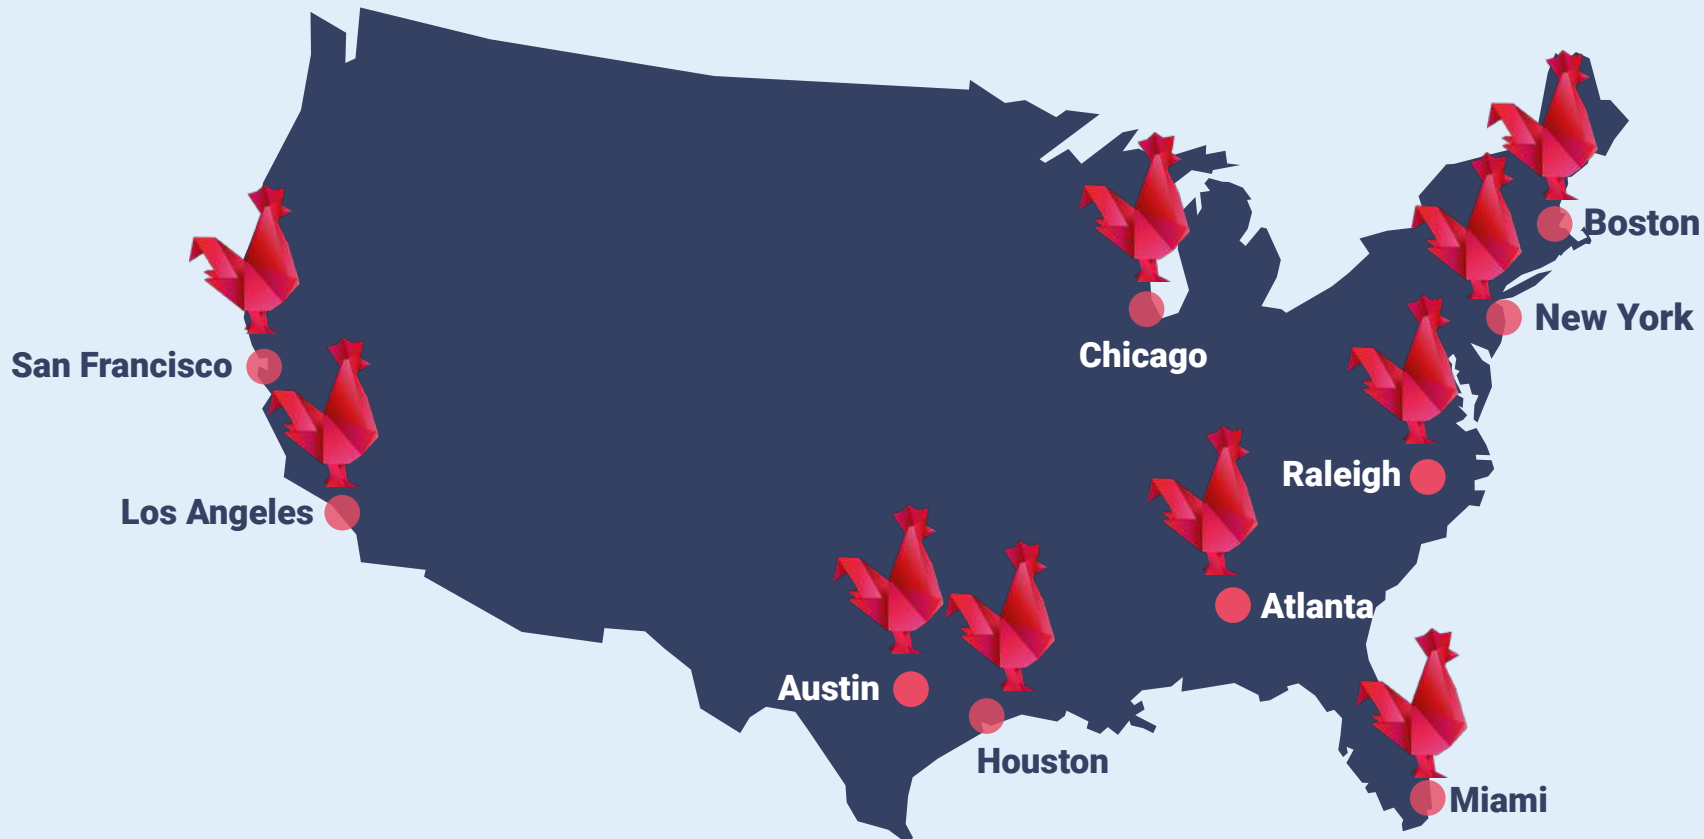 Boston
New York
Chicago
San Francisco
Raleigh
Los Angeles
Atlanta
Austin
Houston
Miami